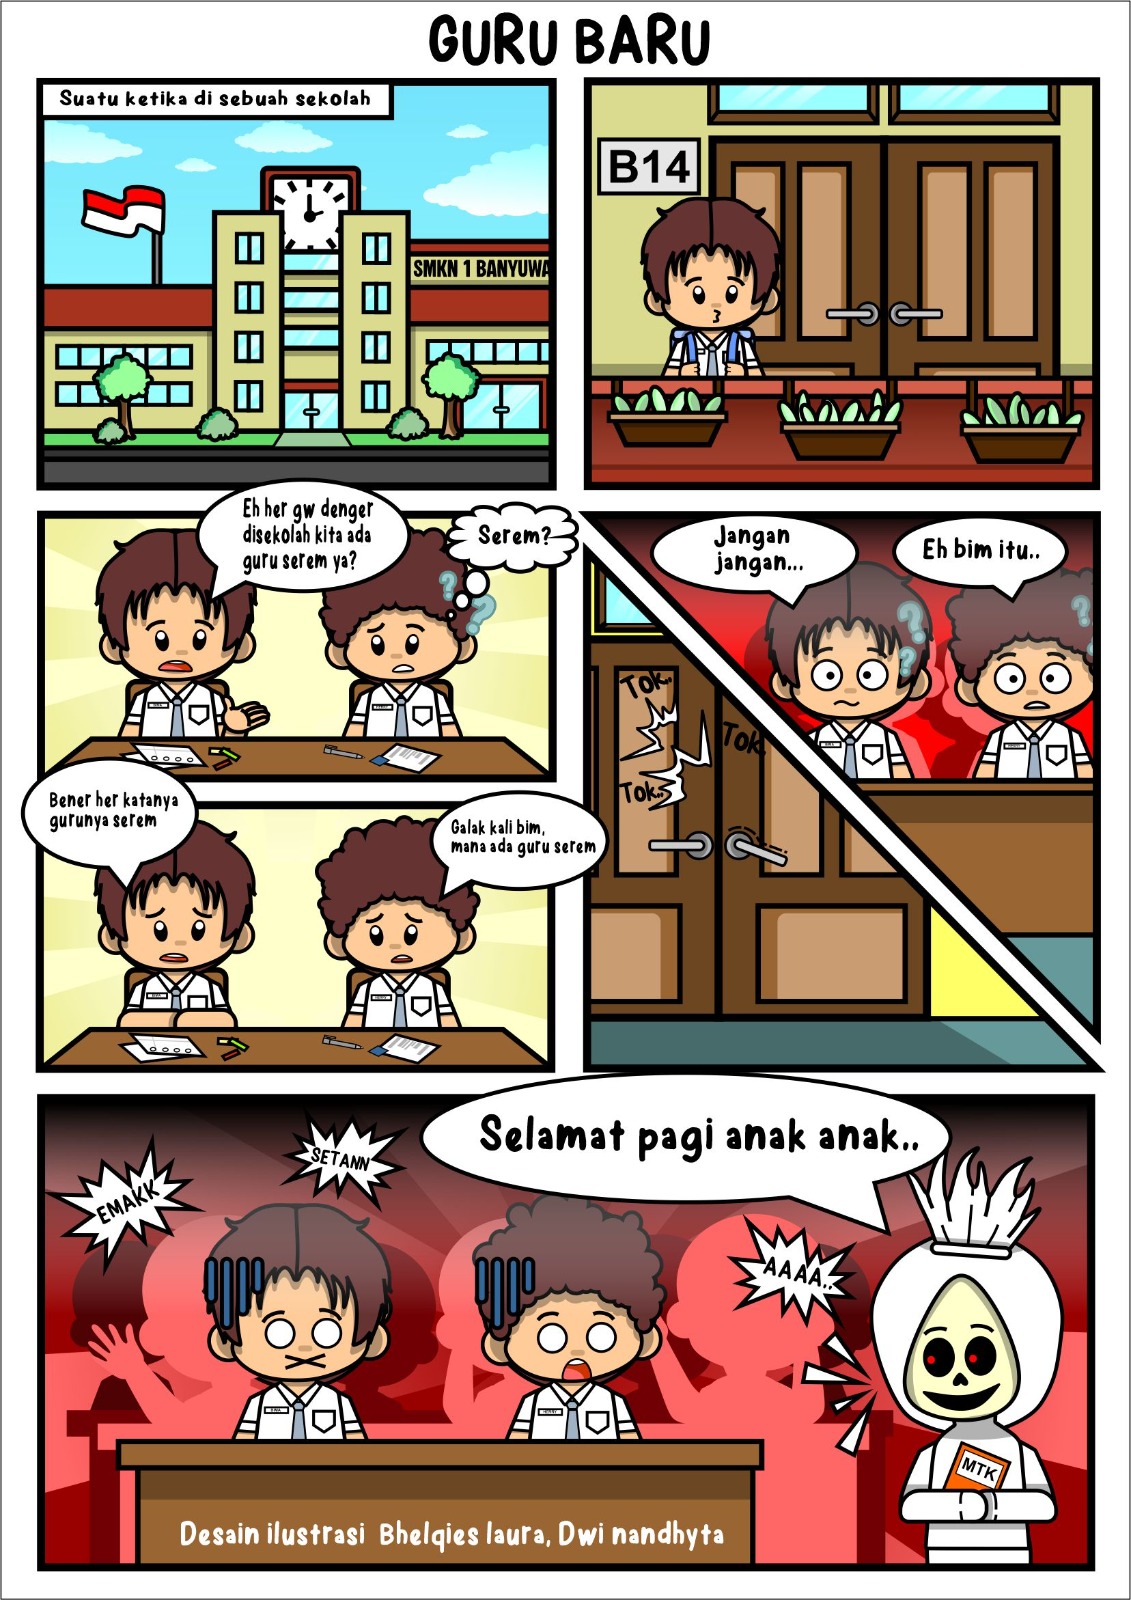 GURU BARU
Suatu ketika di sebuah sekolah
SMKN 1 BANYUWA
B14
Eh her gw denger
disekolah kita ada
guru serem ya?
Serem?
Bener her katanya
gurunya serem
Galak kali bim,
mana ada guru serem
Tok..
Tok..
Tok..
Jangan
jangan...
Eh bim itu..
Selamat pagi anak anak..
EMAKK
SETANN
AAAA..
MTK
Desain ilustrasi Bhelqies laura, Dwi nandhyta